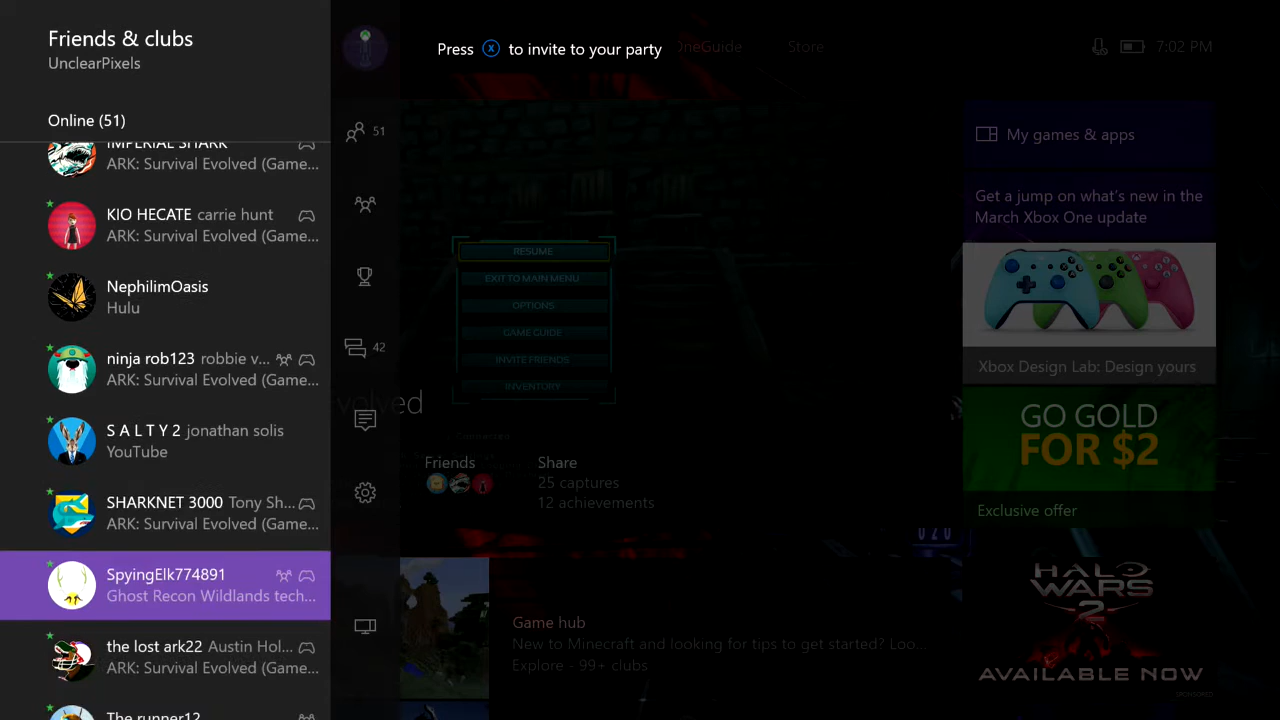 Friends & clubs
UnclearPixels
Online (51)
IMPERIAL SHARK
ARK: Survival Evolved (Game...
KIO HECATE carrie hunt
ARK: Survival Evolved (Game...
NephilimOasis
Hulu
ninja rob123 robbie v...
ARK: Survival Evolved (Game...
S A L T Y 2 jonathan solis
YouTube
SHARKNET 3000 Tony Sh...
ARK: Survival Evolved (Game...
SpyingElk774891
Ghost Recon Wildlands tech...
the lost ark22 Austin Hol...
ARK: Survival Evolved (Game...
The runner12
51
42
Press X to invite to your party
OneGuide
Store
7:02 PM
RESUME
EXIT TO MAIN MENU
OPTIONS
GAME GUIDE
INVITE FRIENDS
INVENTORY
Evolved
Friends
Share
25 captures
12 achievements
Game hub
New to Minecraft and looking for tips to get started? Loo...
Explore - 99+ clubs
My games & apps
Get a jump on what's new in the
March Xbox One update
Xbox Design Lab: Design yours
GO GOLD
FOR $2
Exclusive offer
HALO
WARS
2
AVAILABLE NOW
SPONSORED